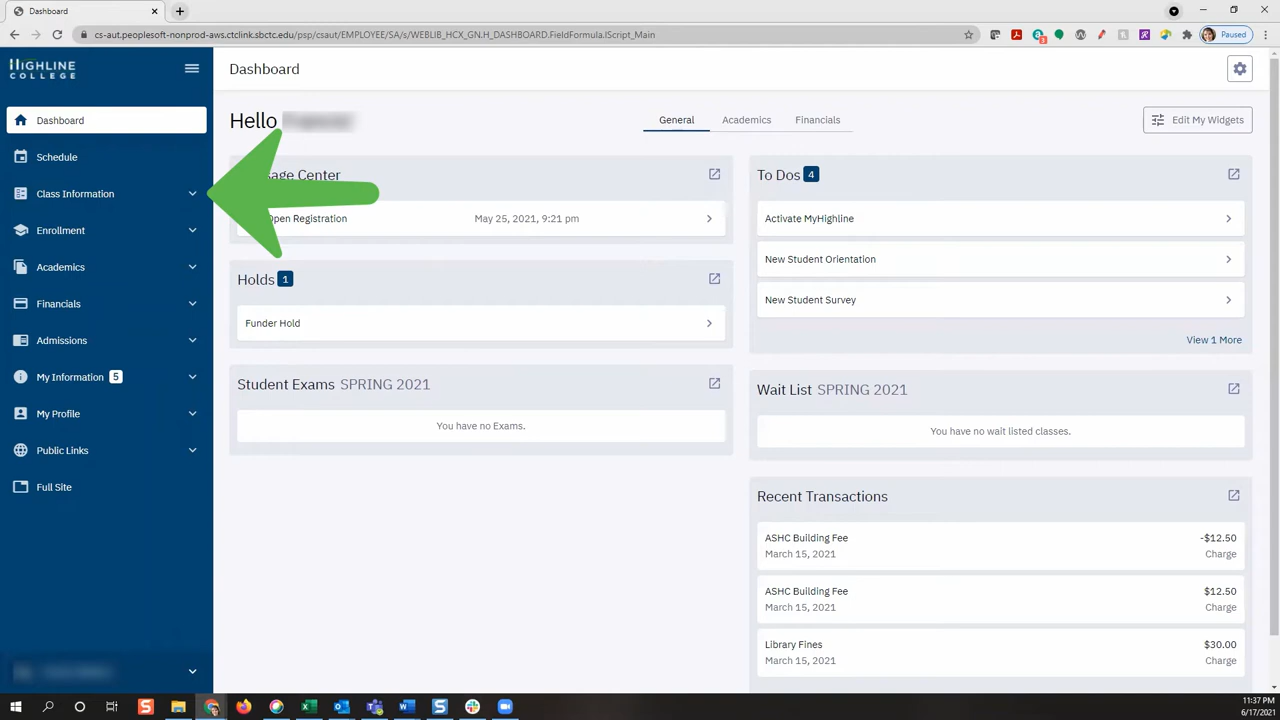 Dashboard
cs-aut.peoplesoft-nonprod-aws.ctclink.sbctc.edu/psp/csaut/EMPLOYEE/SA/s/WEBLIB_HCX_GN.H_DASHBOARD.FieldFormula.IScript_Main
3
Paused
HIGHLINE
COLLEGE
Dashboard
Schedule
Class Information
Enrollment
Academics
Financials
Admissions
My Information 5
My Profile
Public Links
Full Site
Dashboard
Hello
General
Academics
Financials
Edit My Widgets
sage Center
Open Registration
May 25, 2021, 9:21 pm
Holds 1
Funder Hold
Student Exams SPRING 2021
You have no Exams.
To Dos 4
Activate MyHighline
New Student Orientation
New Student Survey
View 1 More
Wait List SPRING 2021
You have no wait listed classes.
Recent Transactions
ASHC Building Fee -$12.50
March 15, 2021 Charge
ASHC Building Fee $12.50
March 15, 2021 Charge
Library Fines $30.00
March 15, 2021 Charge
11:37 PM
6/17/2021